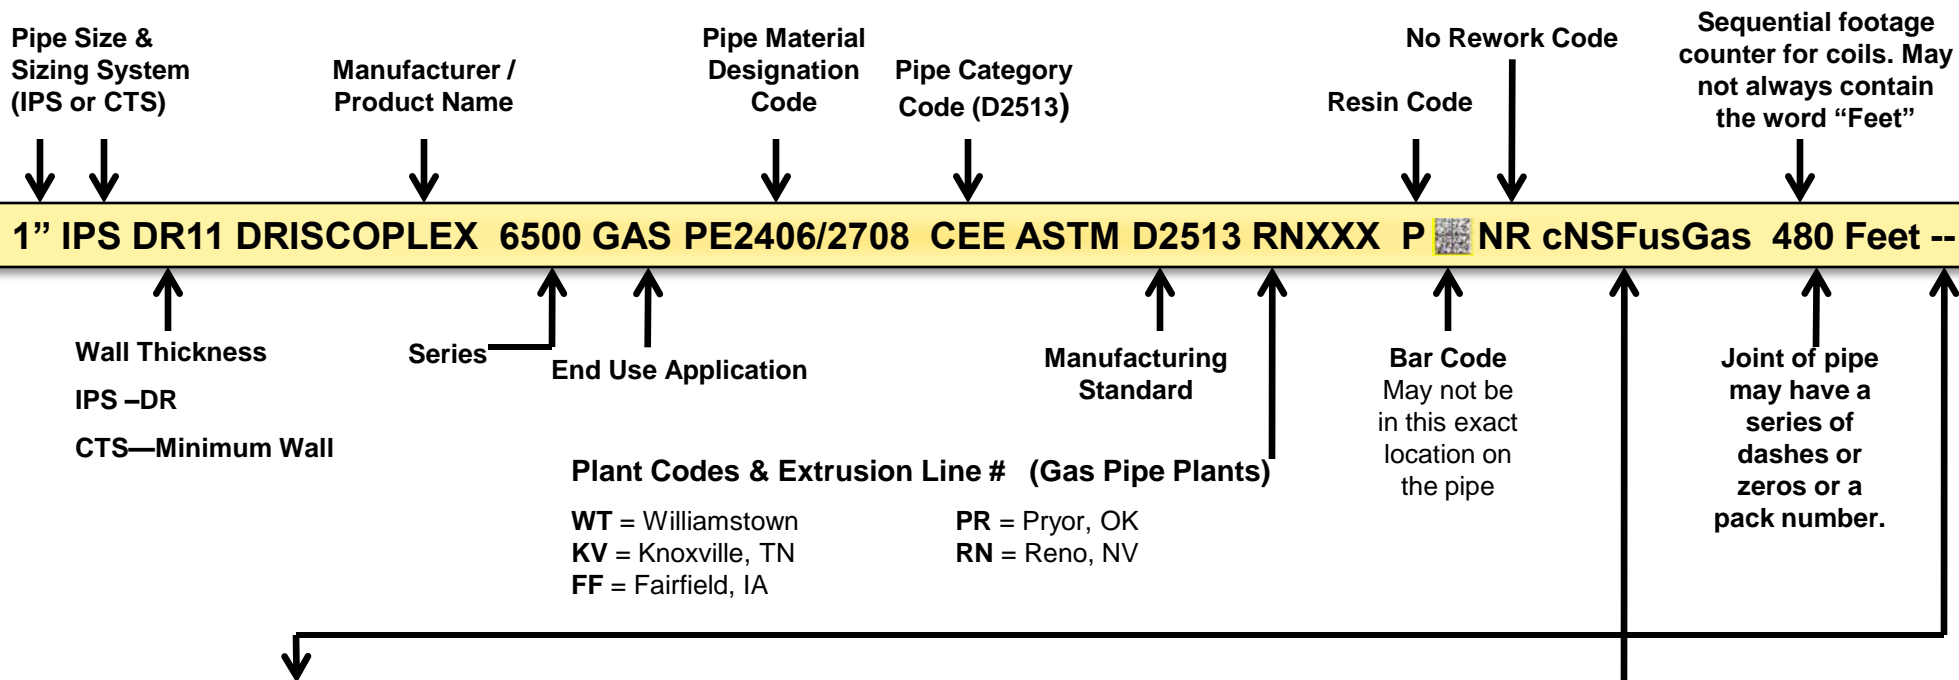 Pipe Size &
Sizing System
(IPS or CTS)
Manufacturer /
Product Name
Pipe Material
Designation
Code
Pipe Category
Code (D2513)
No Rework Code
Resin Code
Sequential footage
counter for coils. May
not always contain
the word “Feet”
1” IPS DR11 DRISCOPLEX 6500 GAS PE2406/2708 CEE ASTM D2513 RNXXX P NR cNSFusGas 480 Feet --
Wall Thickness
IPS –DR
CTS—Minimum Wall
Series
End Use Application
Manufacturing
Standard
Bar Code
May not be
in this exact
location on
the pipe
Joint of pipe
may have a
series of
dashes or
zeros or a
pack number.
Plant Codes & Extrusion Line # (Gas Pipe Plants)
WT = Williamstown
KV = Knoxville, TN
FF = Fairfield, IA
PR = Pryor, OK
RN = Reno, NV